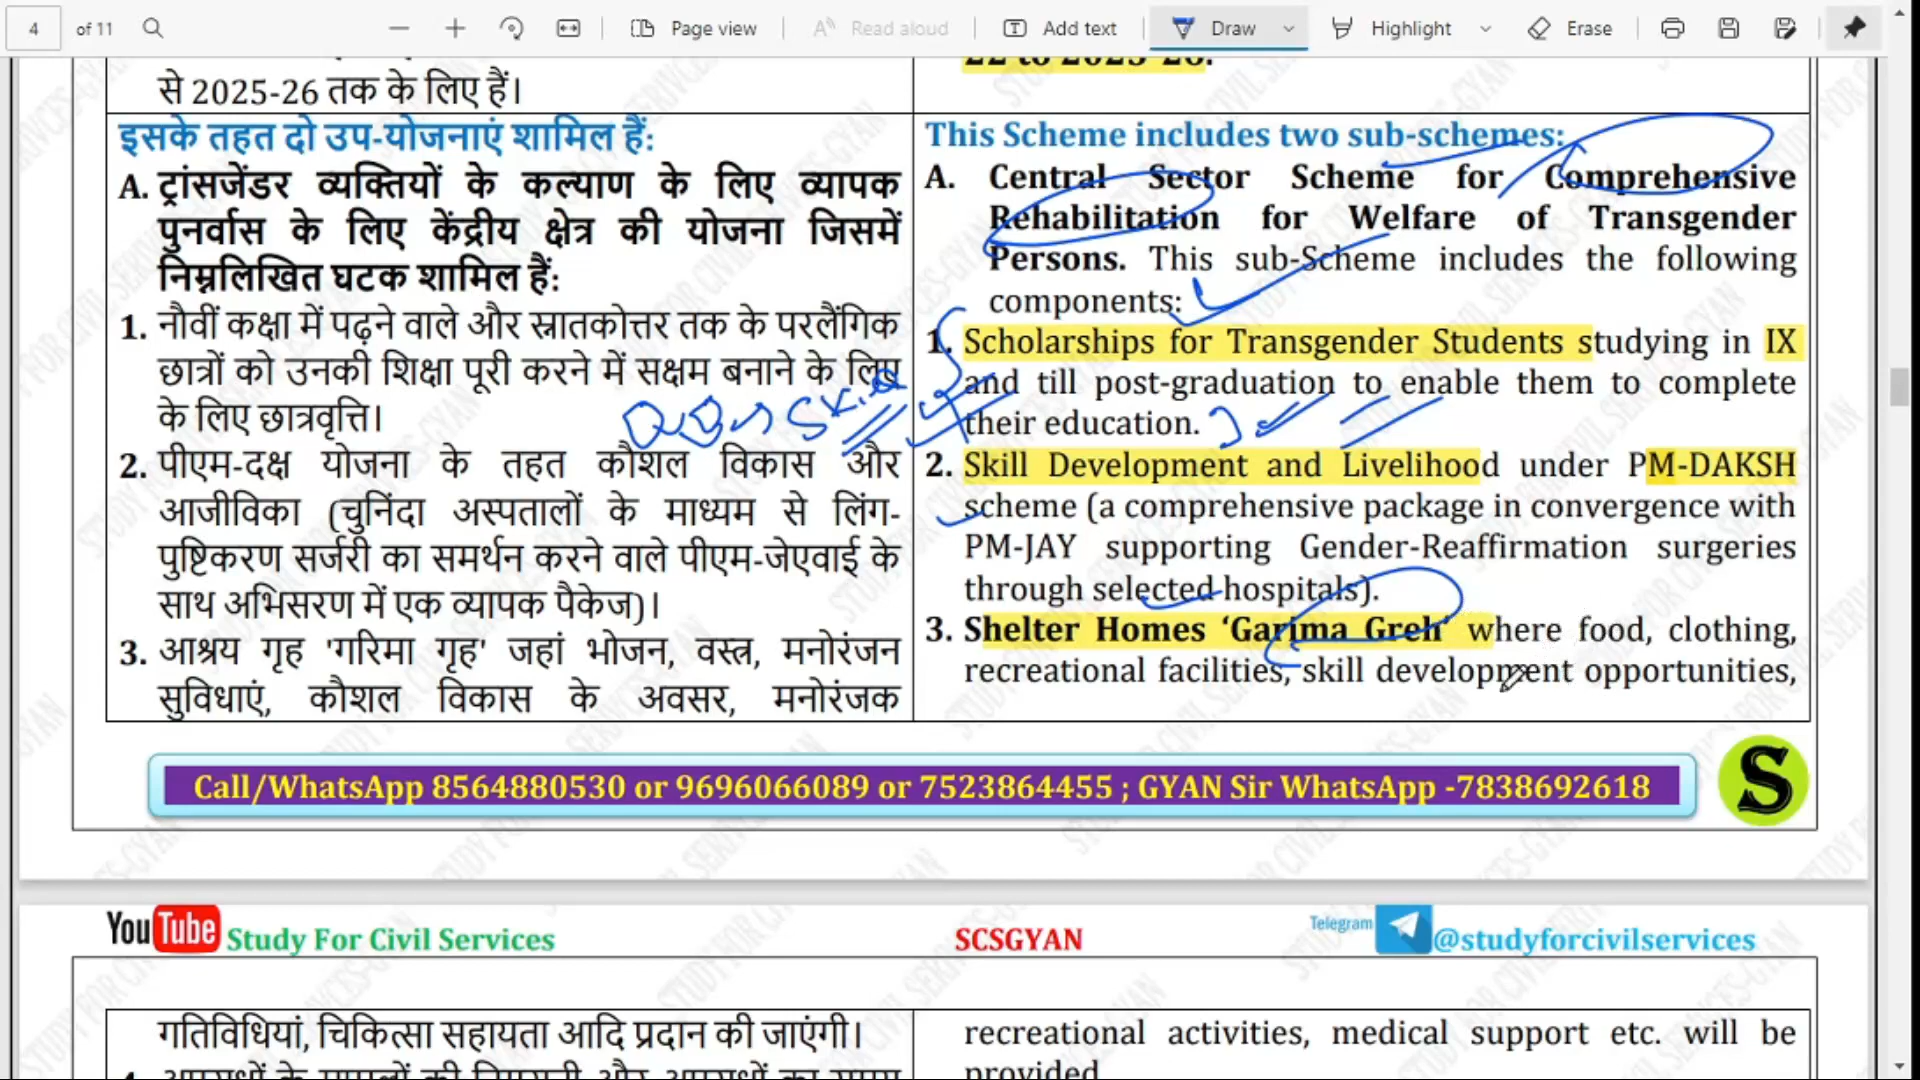 4 of 11 Page view Read aloud Add text Draw Highlight Erase
से 2025-26 तक के लिए हैं।
22 to 2025-26.
इसके तहत दो उप-योजनाएं शामिल हैं:
A. ट्रांसजेंडर व्यक्तियों के कल्याण के लिए व्यापक
पुनर्वास के लिए केंद्रीय क्षेत्र की योजना जिसमें
निम्नलिखित घटक शामिल हैं:
1. नौवीं कक्षा में पढ़ने वाले और स्नातकोत्तर तक के परलैंगिक
छात्रों को उनकी शिक्षा पूरी करने में सक्षम बनाने के लिए
के लिए छात्रवृत्ति।
2. पीएम-दक्ष योजना के तहत कौशल विकास और
आजीविका (चुनिंदा अस्पतालों के माध्यम से लिंग-
पुष्टिकरण सर्जरी का समर्थन करने वाले पीएम-जेएवाई के
साथ अभिसरण में एक व्यापक पैकेज)।
3. आश्रय गृह 'गरिमा गृह' जहां भोजन, वस्त्र, मनोरंजन
सुविधाएं, कौशल विकास के अवसर, मनोरंजक
This Scheme includes two sub-schemes:
A. Central Sector Scheme for Comprehensive
Rehabilitation for Welfare of Transgender
Persons. This sub-Scheme includes the following
components:
1. Scholarships for Transgender Students studying in IX
and till post-graduation to enable them to complete
their education.
2. Skill Development and Livelihood under PM-DAKSH
scheme (a comprehensive package in convergence with
PM-JAY supporting Gender-Reaffirmation surgeries
through selected hospitals).
3. Shelter Homes ‘Garima Greh’ where food, clothing,
recreational facilities, skill development opportunities,
Call/WhatsApp 8564880530 or 9696066089 or 7523864455 ; GYAN Sir WhatsApp -7838692618
S
YouTube Study For Civil Services
SCSGYAN
Telegram @studyforcivilservices
गतिविधियां, चिकित्सा सहायता आदि प्रदान की जाएंगी।
recreational activities, medical support etc. will be
provided